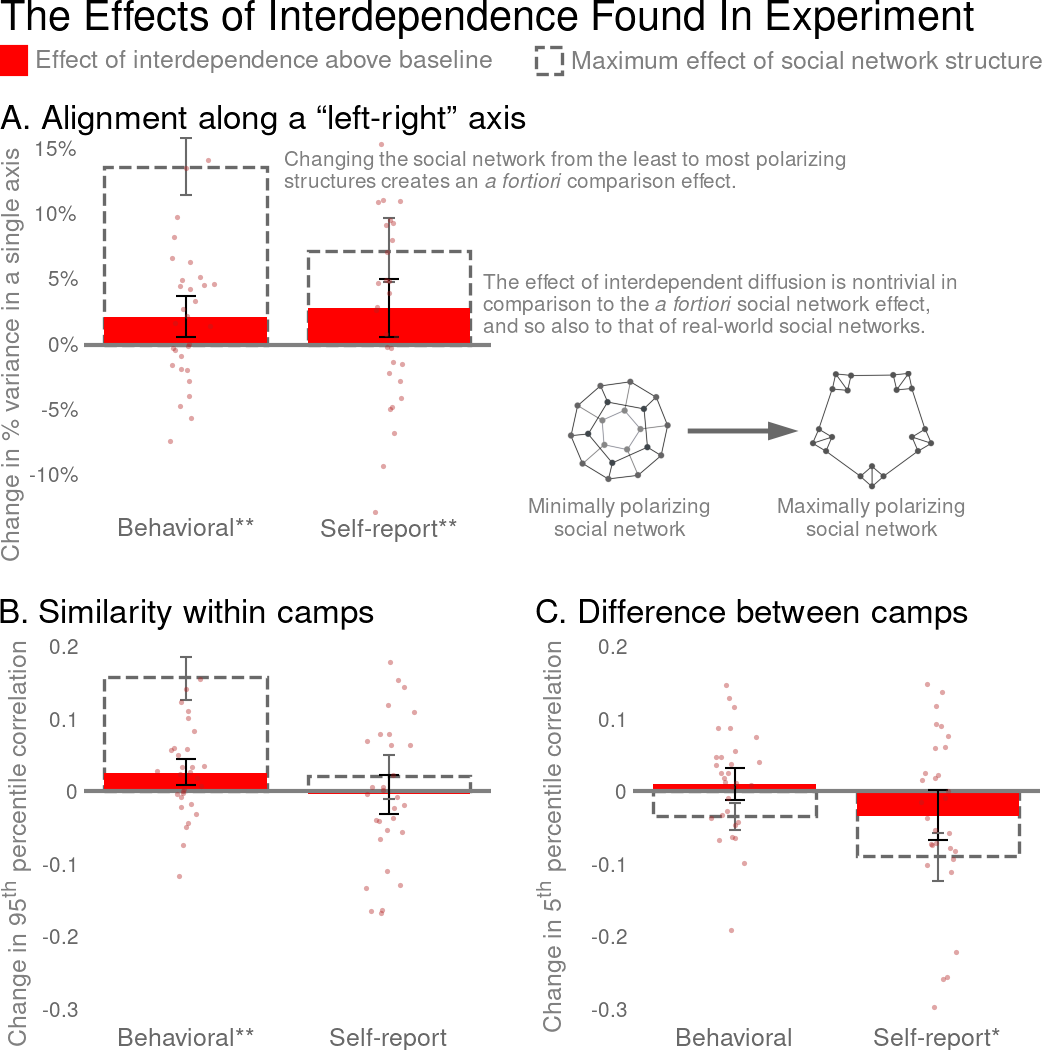 The Effects of Interdependence Found In Experiment
Effect of interdependence above baseline
Maximum effect of social network structure
A. Alignment along a “left-right” axis
Change in % variance in a single axis
15%
10%
5%
0%
-5%
-10%
Changing the social network from the least to most polarizing
structures creates an a fortiori comparison effect.
The effect of interdependent diffusion is nontrivial in
comparison to the a fortiori social network effect,
and so also to that of real-world social networks.
Minimally polarizing
social network
Maximally polarizing
social network
Behavioral**
Self-report**
B. Similarity within camps
Change in 95th percentile correlation
0.2
0.1
0
-0.1
-0.2
-0.3
Behavioral**
Self-report
C. Difference between camps
Change in 5th percentile correlation
0.2
0.1
0
-0.1
-0.2
-0.3
Behavioral
Self-report*